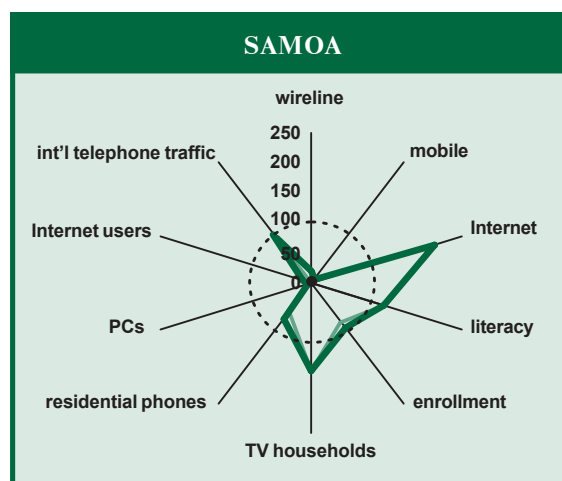 SAMOA
wireline
250
int'l telephone traffic
200
mobile
150
Internet users
100
Internet
50
0
PCs
literacy
residential phones
enrollment
TV households